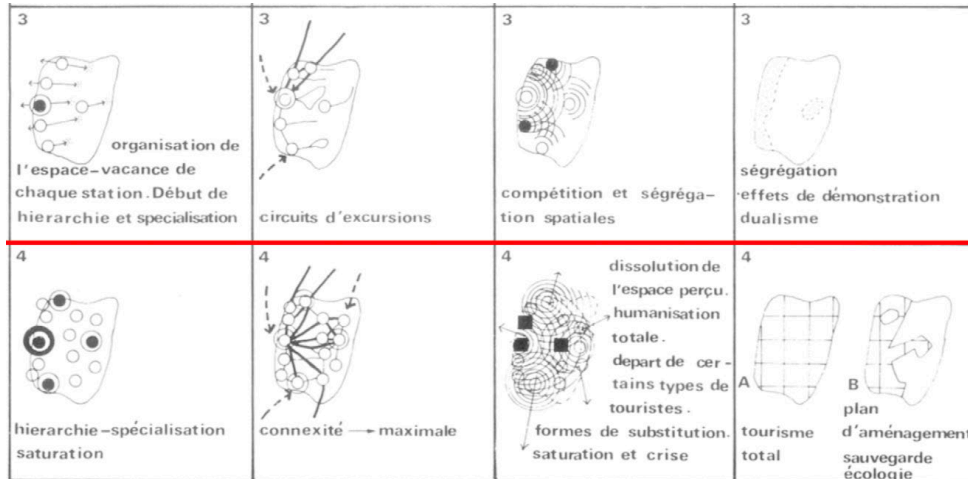 3
organisation de
l'espace-vacance de
chaque station. Début de
hierarchie et specialisation
3
circuits d'excursions
3
compétition et ségréga-
tion spatiales
3
ségrégation
effets de démonstration
dualisme
4
hierarchie-spécialisation
saturation
4
connexité → maximale
4
dissolution de
l'espace perçu.
humanisation
totale.
depart de cer-
tains types de
touristes.
formes de substitution.
saturation et crise
4
A
tourisme
total
B
plan
d'aménagement
sauvegarde
écologie